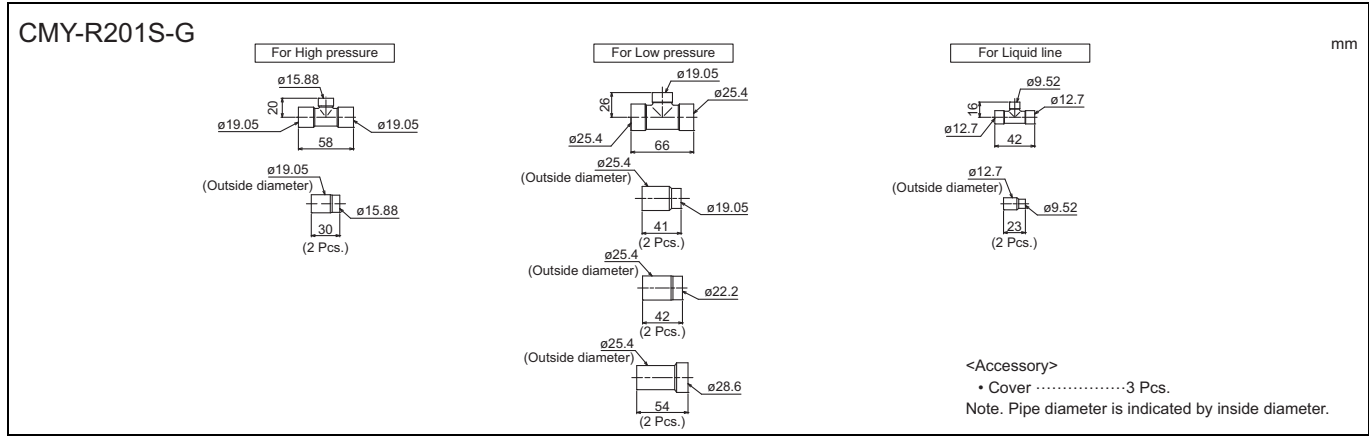 CMY-R201S-G
mm
For High pressure
ø15.88
20
ø19.05
ø19.05
58
ø19.05
(Outside diameter)
ø15.88
30
(2 Pcs.)
For Low pressure
ø19.05
26
ø25.4
ø25.4
66
ø25.4
(Outside diameter)
ø19.05
41
(2 Pcs.)
ø25.4
(Outside diameter)
ø22.2
42
(2 Pcs.)
ø25.4
(Outside diameter)
ø28.6
54
(2 Pcs.)
For Liquid line
ø9.52
16
ø12.7
ø12.7
42
ø12.7
(Outside diameter)
ø9.52
23
(2 Pcs.)
<Accessory>
• Cover ·················3 Pcs.
Note. Pipe diameter is indicated by inside diameter.